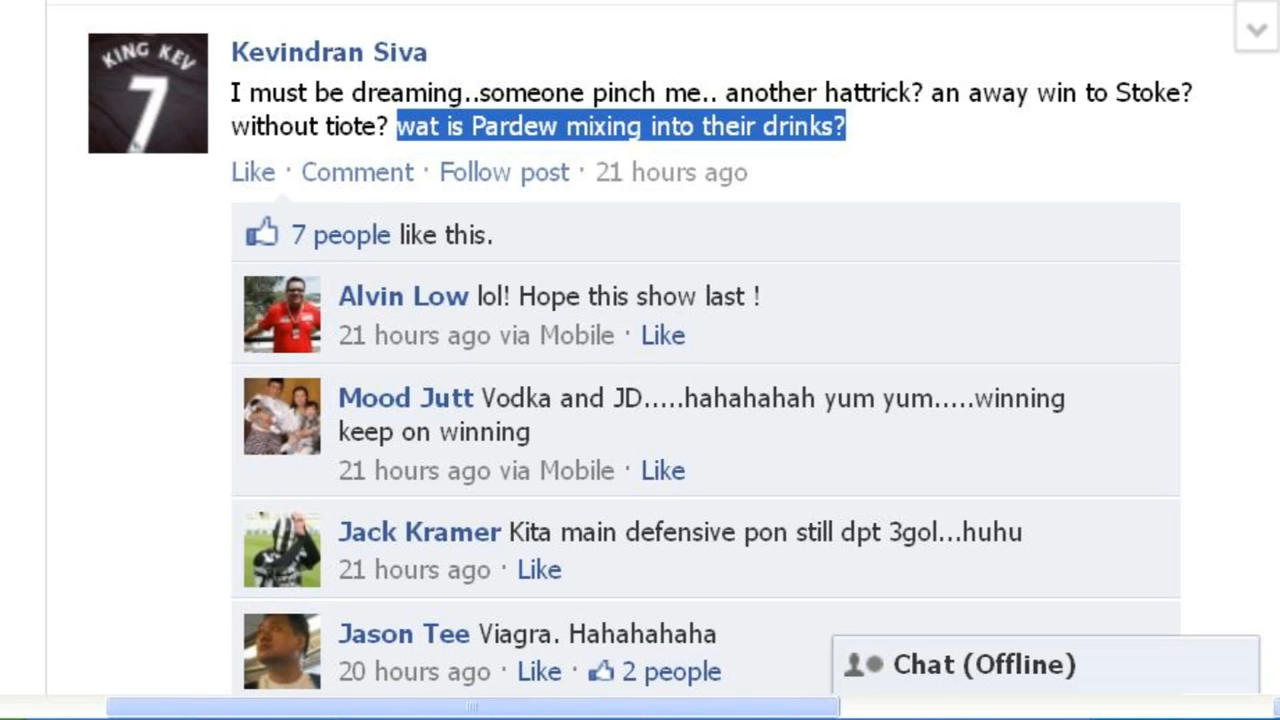 KING KEV
7
Kevindran Siva
I must be dreaming..someone pinch me.. another hattrick? an away win to Stoke?
without tiote? wat is Pardew mixing into their drinks?
Like · Comment · Follow post · 21 hours ago
7 people like this.
Alvin Low lol! Hope this show last !
21 hours ago via Mobile · Like
Mood Jutt Vodka and JD.....hahahahah yum yum.....winning
keep on winning
21 hours ago via Mobile · Like
Jack Kramer Kita main defensive pon still dpt 3gol...huhu
21 hours ago · Like
Jason Tee Viagra. Hahahahaha
20 hours ago · Like · 2 people
Chat (Offline)